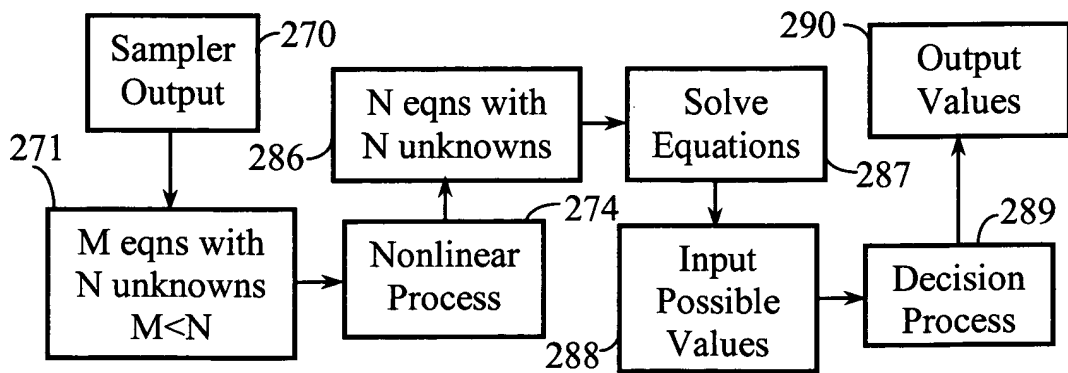 270
Sampler
Output
271
M eqns with
N unknowns
M<N
274
Nonlinear
Process
286
N eqns with
N unknowns
287
Solve
Equations
288
Input
Possible
Values
289
Decision
Process
290
Output
Values